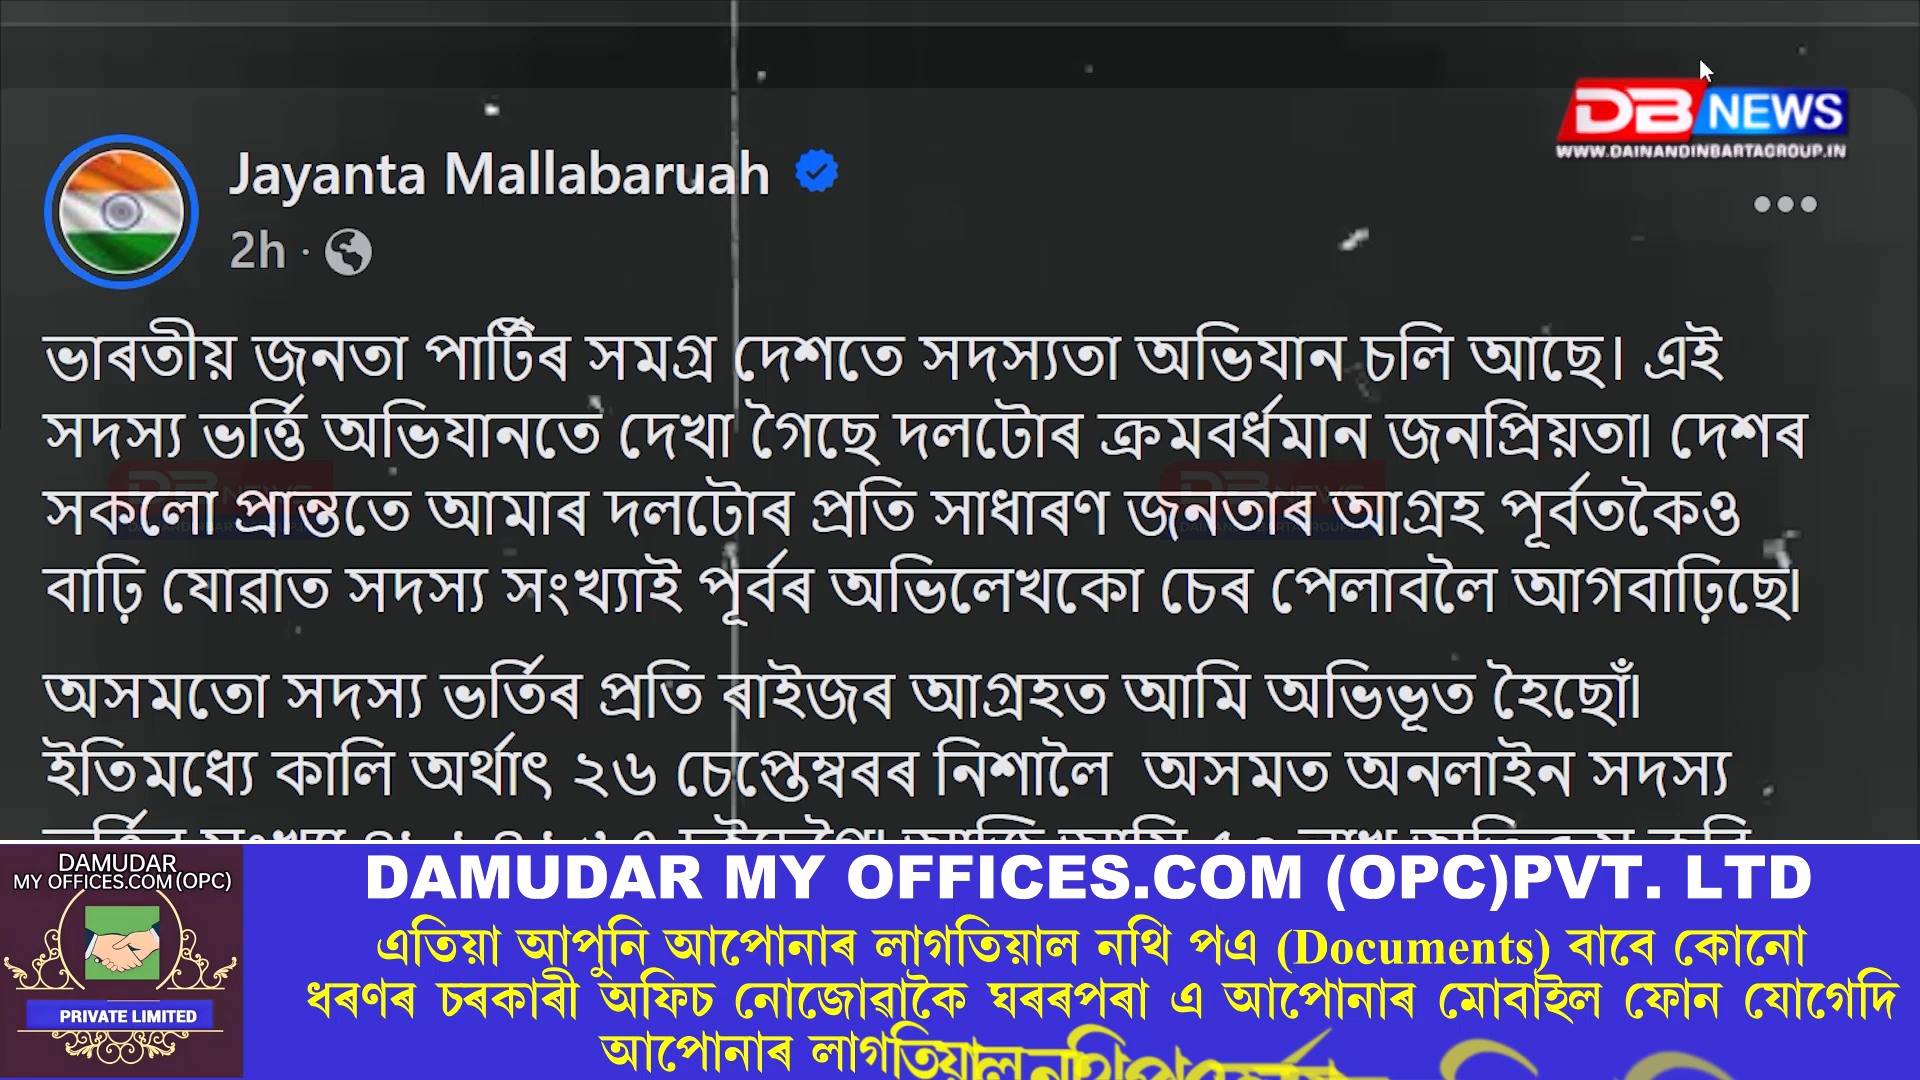 DB NEWS
WWW.DAINANDINBARTAGROUP.IN
Jayanta Mallabaruah
2h ·
ভাৰতীয় জনতা পাৰ্টিৰ সমগ্ৰ দেশতে সদস্যতা অভিযান চলি আছে। এই
সদস্য ভৰ্ত্তি অভিযানতে দেখা গৈছে দলটোৰ ক্ৰমবৰ্ধমান জনপ্ৰিয়তা৷ দেশৰ
সকলো প্ৰান্ততে আমাৰ দলটোৰ প্ৰতি সাধাৰণ জনতাৰ আগ্ৰহ পূৰ্বতকৈও
বাঢ়ি যোৱাত সদস্য সংখ্যাই পূৰ্বৰ অভিলেখকো চেৰ পেলাবলৈ আগবাঢ়িছে৷
অসমতো সদস্য ভৰ্তিৰ প্ৰতি ৰাইজৰ আগ্ৰহত আমি অভিভূত হৈছোঁ৷
ইতিমধ্যে কালি অৰ্থাৎ ২৬ চেপ্তেম্বৰৰ নিশালৈ অসমত অনলাইন সদস্য
DAMUDAR
MY OFFICES.COM (OPC)
PRIVATE LIMITED
DAMUDAR MY OFFICES.COM (OPC)PVT. LTD
এতিয়া আপুনি আপোনাৰ লাগতিয়াল নথি পএ (Documents) বাবে কোনো
ধৰণৰ চৰকাৰী অফিচ নোজোৱাকৈ ঘৰৰপৰা এ আপোনাৰ মোবাইল ফোন যোগেদি
আপোনাৰ লাগতিয়াল